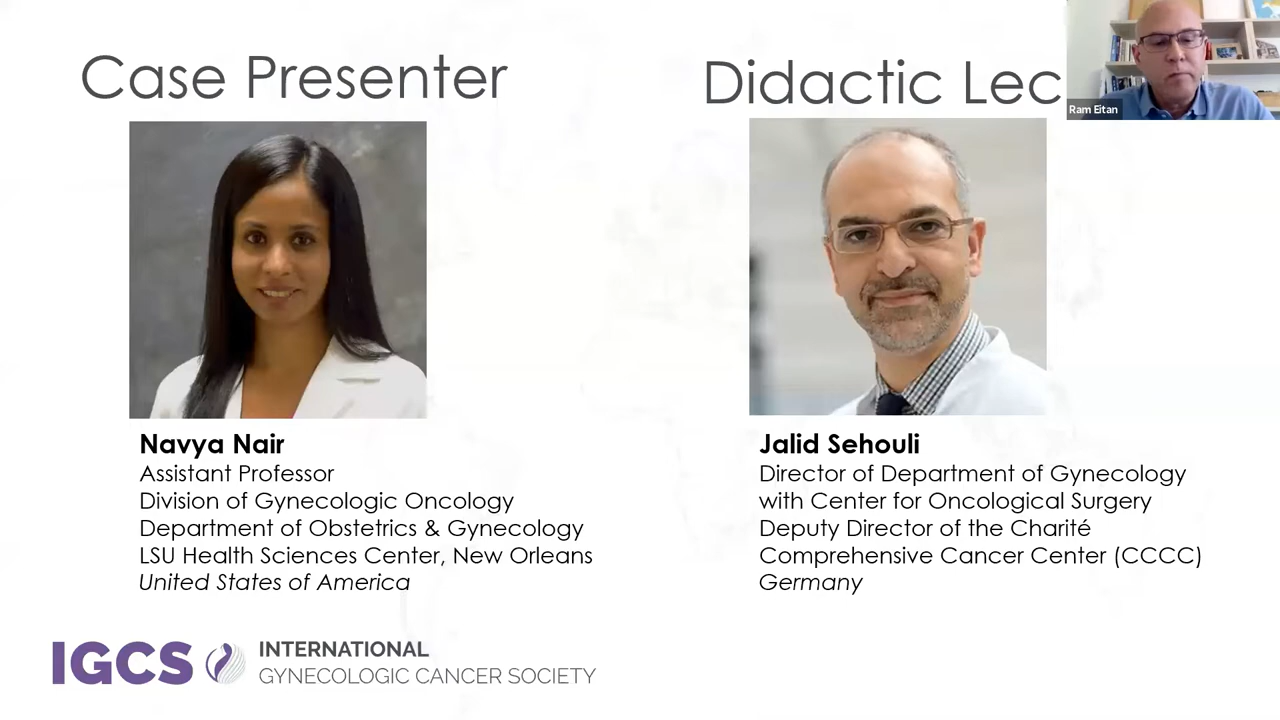 Case Presenter
Didactic Lec
Ram Eitan
Navya Nair
Assistant Professor
Division of Gynecologic Oncology
Department of Obstetrics & Gynecology
LSU Health Sciences Center, New Orleans
United States of America
Jalid Sehouli
Director of Department of Gynecology
with Center for Oncological Surgery
Deputy Director of the Charité
Comprehensive Cancer Center (CCCC)
Germany
IGCS
INTERNATIONAL
GYNECOLOGIC CANCER SOCIETY